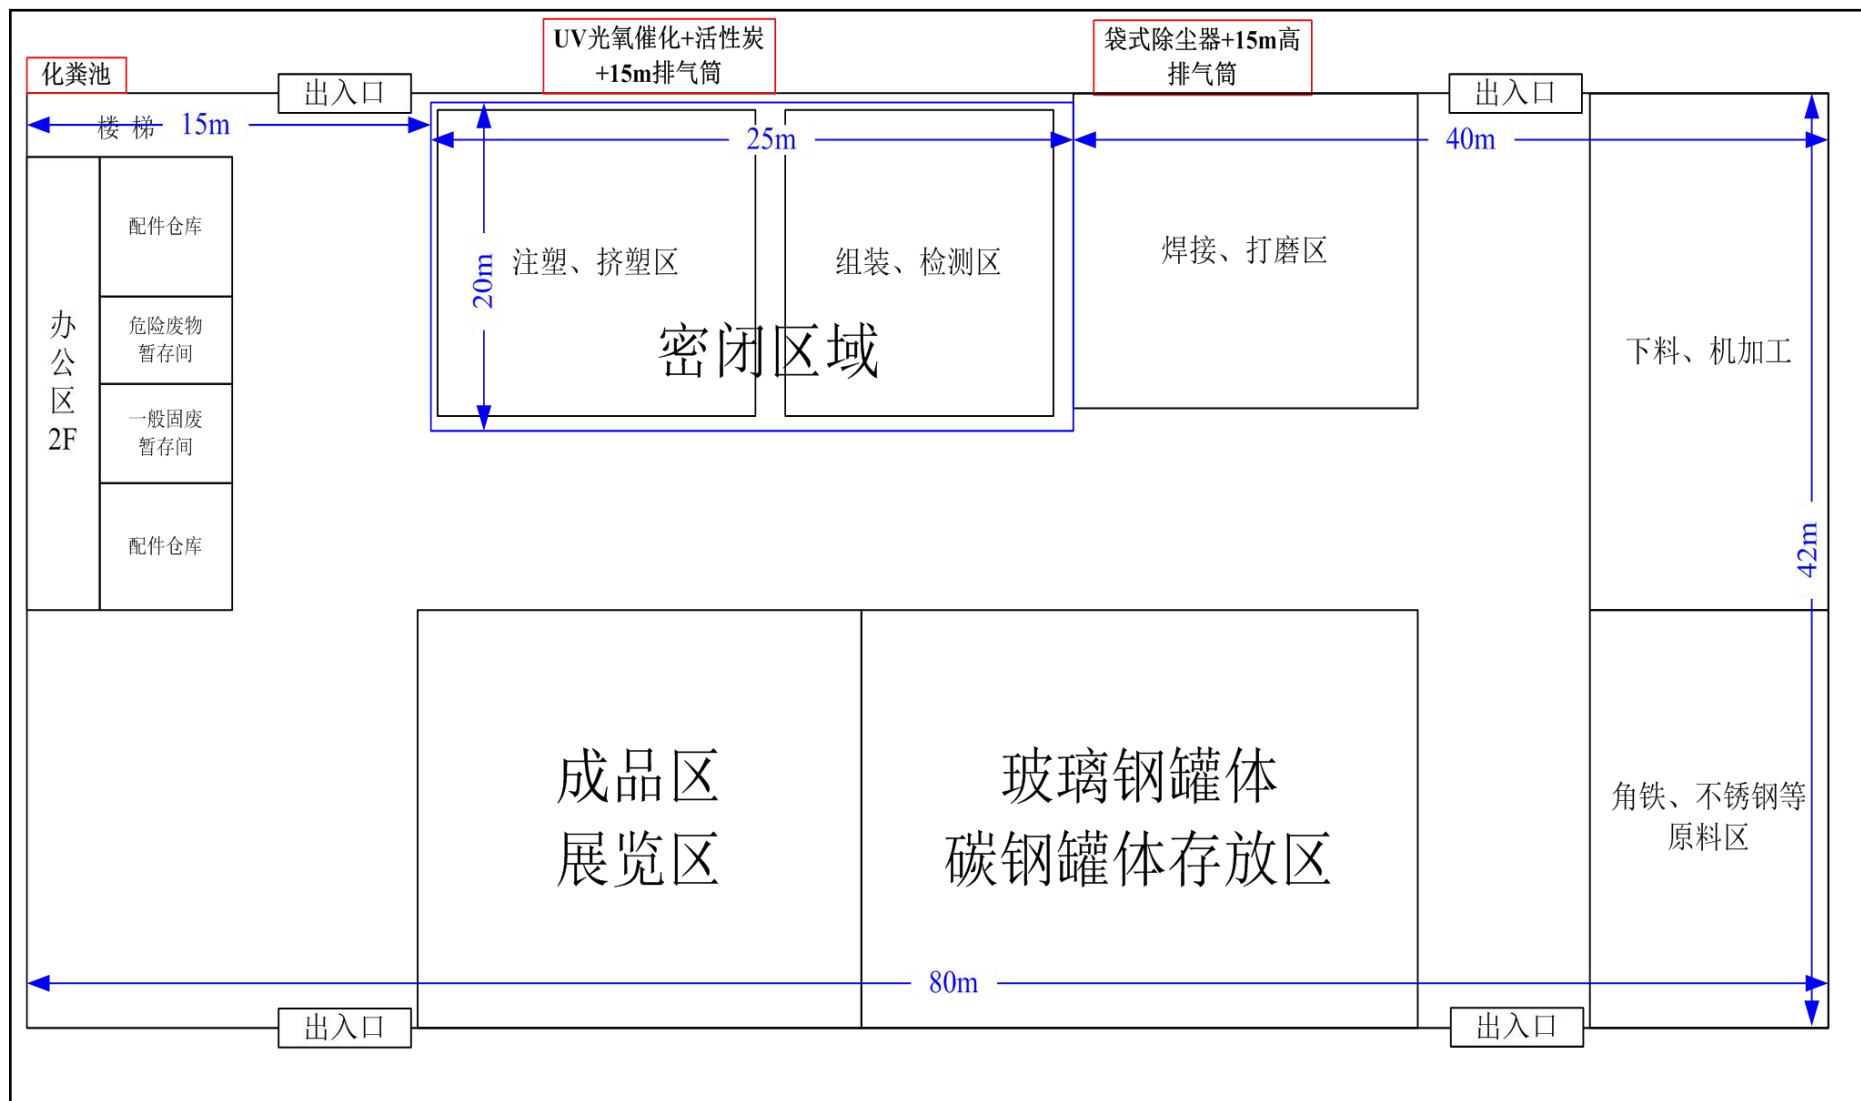 UV光氧催化+活性炭
+15m排气筒
袋式除尘器+15m高
排气筒
化粪池
出入口
出入口
楼 梯
15m
25m
40m
配件仓库
20m
注塑、挤塑区
组装、检测区
焊接、打磨区
密闭区域
办
公
区
2F
危险废物
暂存间
一般固废
暂存间
配件仓库
下料、机加工
42m
成品区
展览区
玻璃钢罐体
碳钢罐体存放区
角铁、不锈钢等
原料区
80m
出入口
出入口